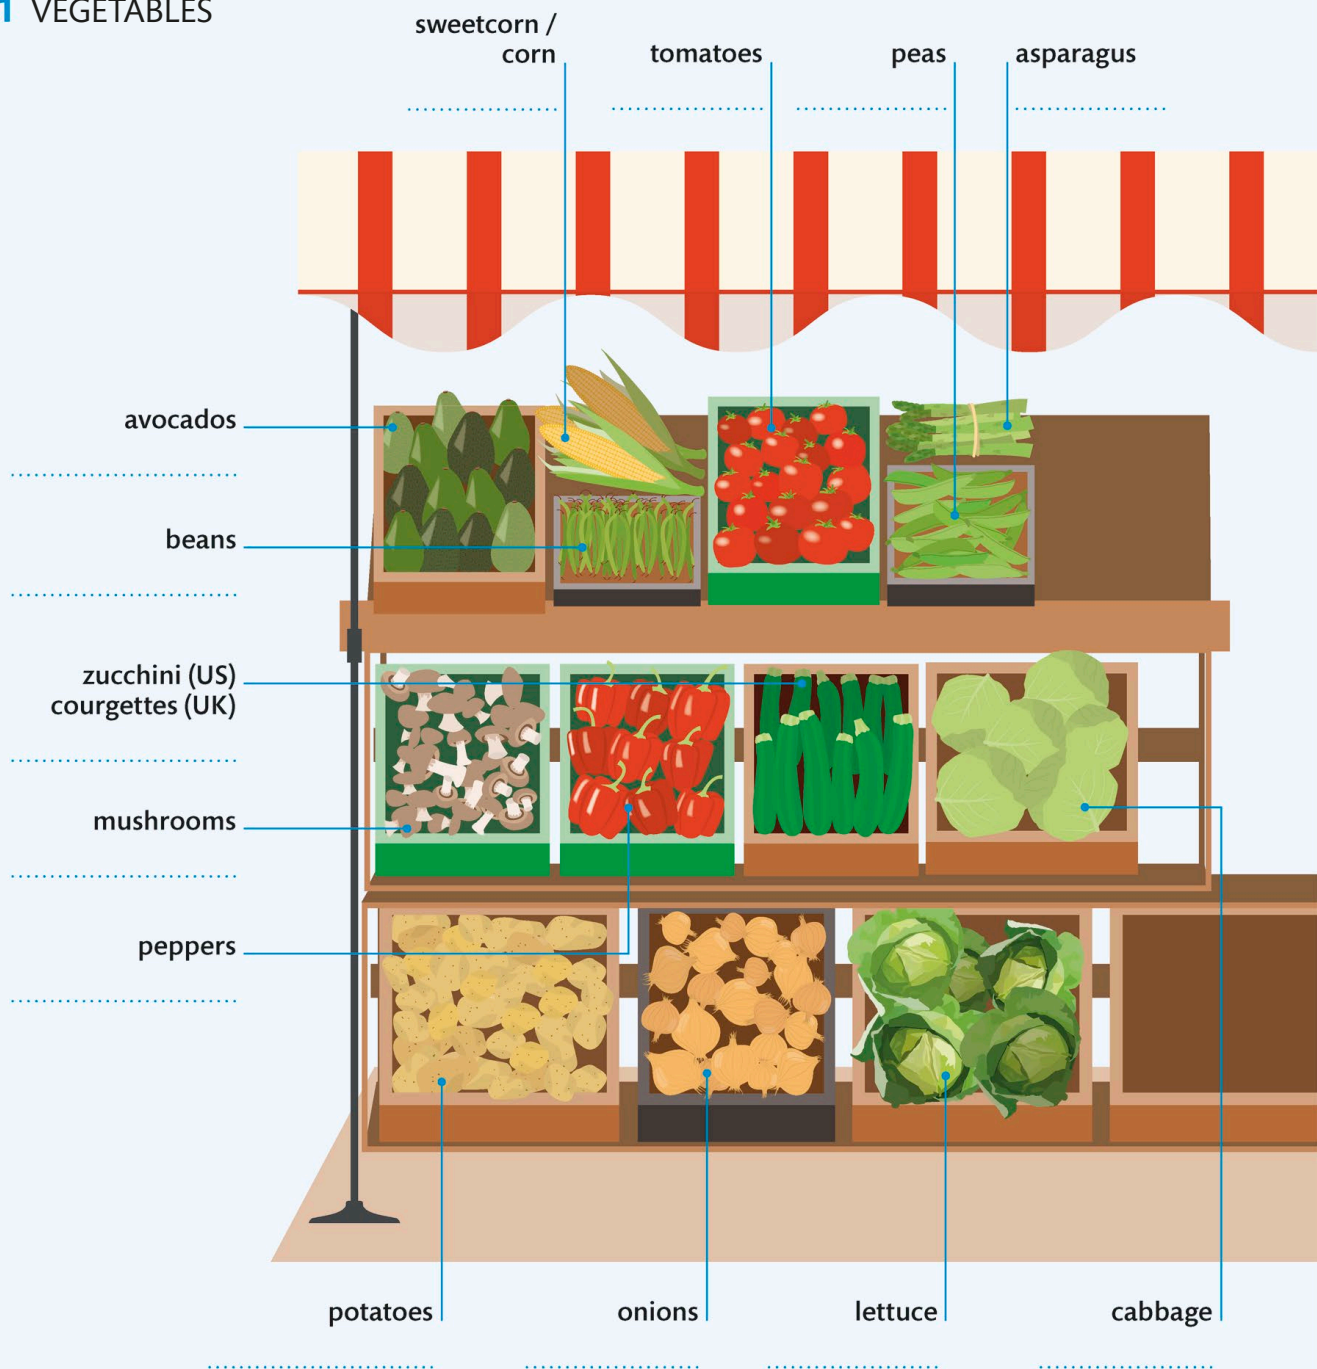 1 VEGETABLES
sweetcorn /
corn
tomatoes
peas
asparagus
avocados
beans
zucchini (US)
courgettes (UK)
mushrooms
peppers
potatoes
onions
lettuce
cabbage